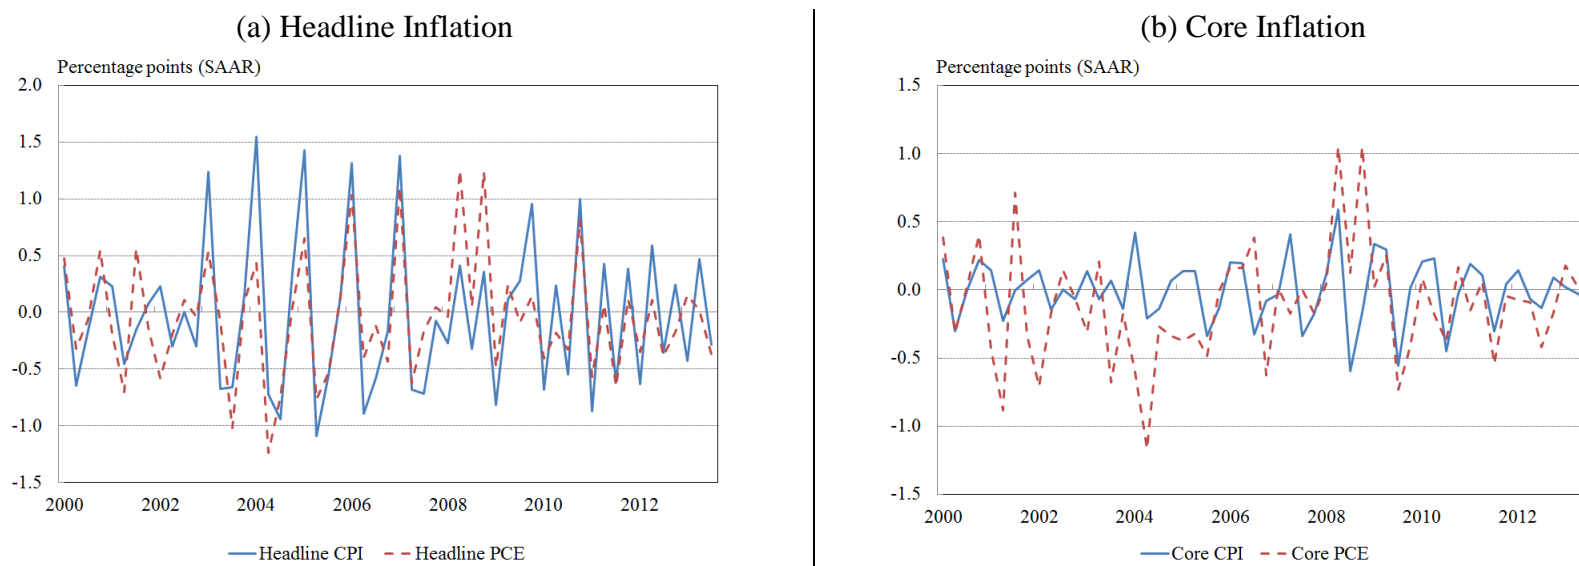 (a) Headline Inflation
Percentage points (SAAR)
2.0
1.5
1.0
0.5
0.0
-0.5
-1.0
-1.5
2000 2002 2004 2006 2008 2010 2012
Headline CPI Headline PCE
(b) Core Inflation
Percentage points (SAAR)
1.5
1.0
0.5
0.0
-0.5
-1.0
-1.5
2000 2002 2004 2006 2008 2010 2012
Core CPI Core PCE